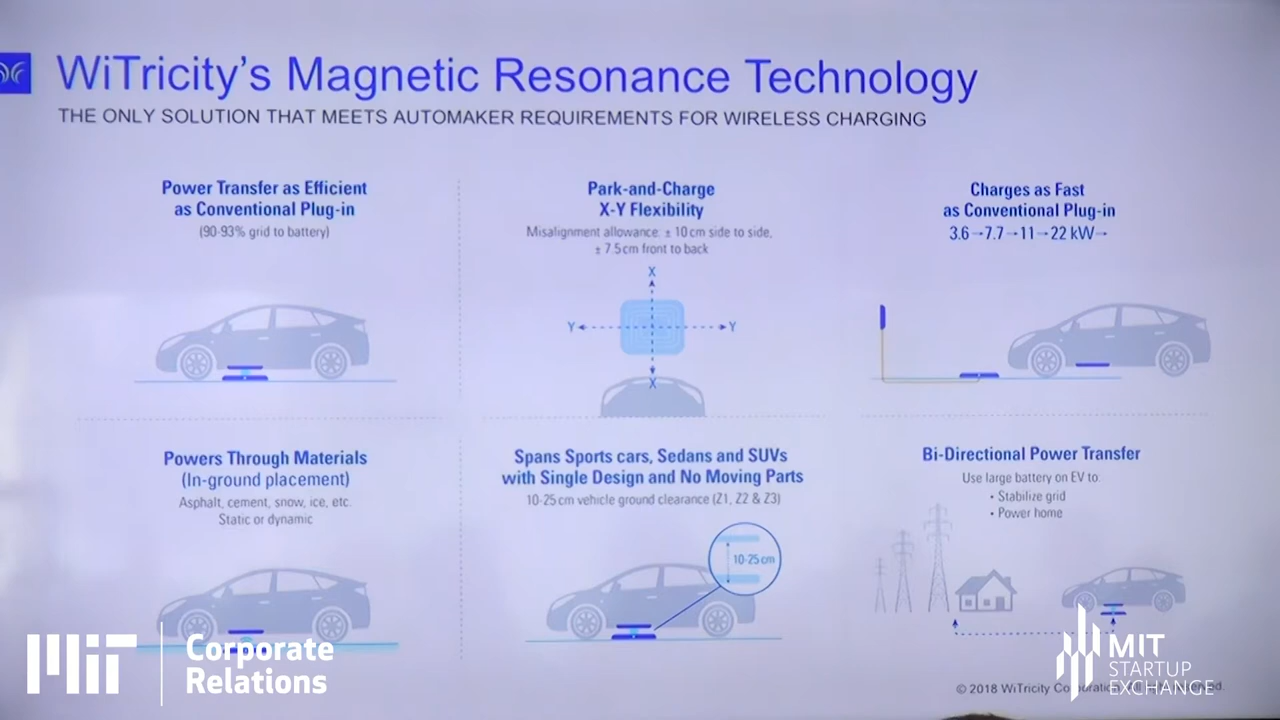 WiTricity's Magnetic Resonance Technology
THE ONLY SOLUTION THAT MEETS AUTOMAKER REQUIREMENTS FOR WIRELESS CHARGING
Power Transfer as Efficient
as Conventional Plug-in
(90-93% grid to battery)
Park-and-Charge
X-Y Flexibility
Misalignment allowance: ± 10 cm side to side,
± 7.5 cm front to back
X
Y
Y
X
Charges as Fast
as Conventional Plug-in
3.6→7.7→11→22 kW→
Powers Through Materials
(In-ground placement)
Asphalt, cement, snow, ice, etc.
Static or dynamic
Spans Sports cars, Sedans and SUVs
with Single Design and No Moving Parts
10-25 cm vehicle ground clearance (Z1, Z2 & Z3)
10-25 cm
Bi-Directional Power Transfer
Use large battery on EV to:
• Stabilize grid
• Power home
MIT
Corporate
Relations
MIT
STARTUP
EXCHANGE
© 2018 WiTricity